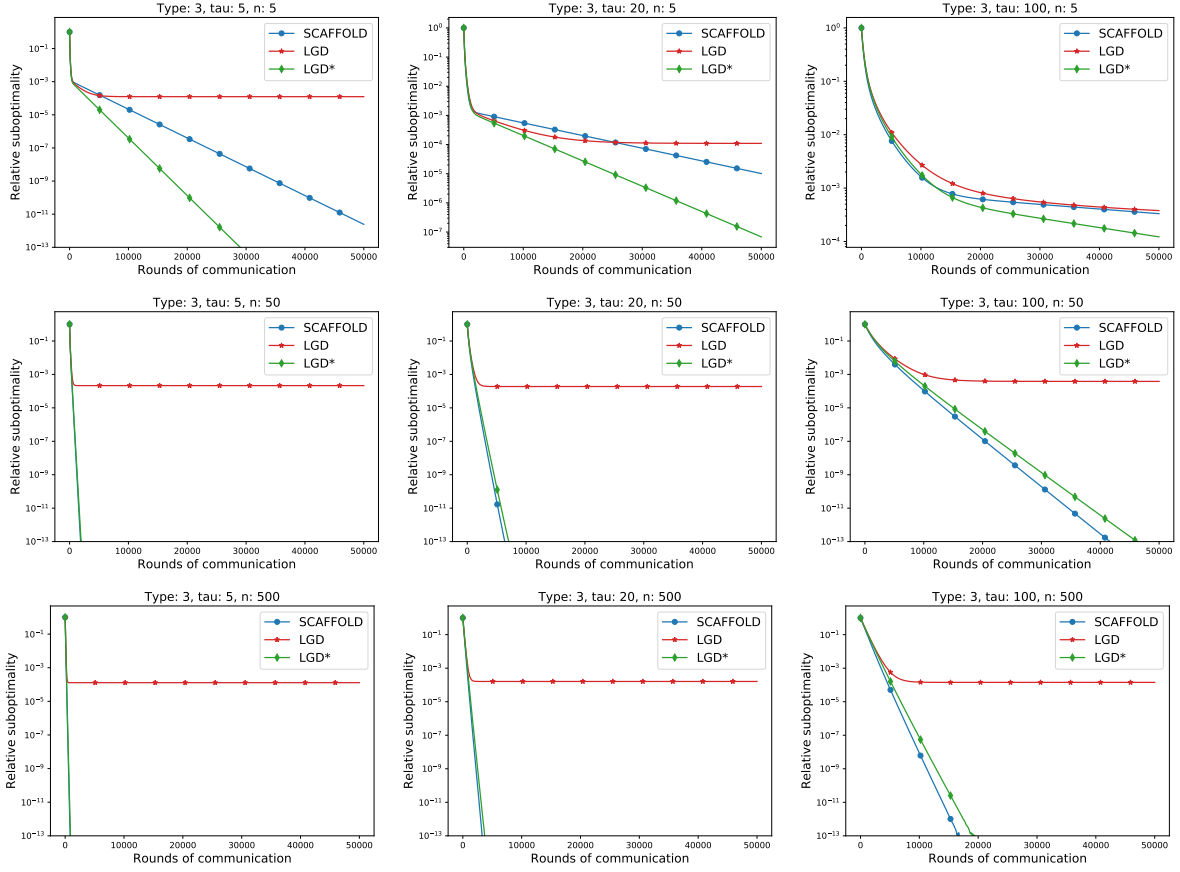 Type: 3, tau: 5, n: 5
Relative suboptimality
10⁻¹
10⁻³
10⁻⁵
10⁻⁷
10⁻⁹
10⁻¹¹
10⁻¹³
SCAFFOLD
LGD
LGD*
0 10000 20000 30000 40000 50000
Rounds of communication
Type: 3, tau: 20, n: 5
Relative suboptimality
10⁰
10⁻¹
10⁻²
10⁻³
10⁻⁴
10⁻⁵
10⁻⁶
10⁻⁷
SCAFFOLD
LGD
LGD*
0 10000 20000 30000 40000 50000
Rounds of communication
Type: 3, tau: 100, n: 5
Relative suboptimality
10⁰
10⁻¹
10⁻²
10⁻³
10⁻⁴
SCAFFOLD
LGD
LGD*
0 10000 20000 30000 40000 50000
Rounds of communication
Type: 3, tau: 5, n: 50
Relative suboptimality
10⁻¹
10⁻³
10⁻⁵
10⁻⁷
10⁻⁹
10⁻¹¹
10⁻¹³
SCAFFOLD
LGD
LGD*
0 10000 20000 30000 40000 50000
Rounds of communication
Type: 3, tau: 20, n: 50
Relative suboptimality
10⁻¹
10⁻³
10⁻⁵
10⁻⁷
10⁻⁹
10⁻¹¹
10⁻¹³
SCAFFOLD
LGD
LGD*
0 10000 20000 30000 40000 50000
Rounds of communication
Type: 3, tau: 100, n: 50
Relative suboptimality
10⁻¹
10⁻³
10⁻⁵
10⁻⁷
10⁻⁹
10⁻¹¹
10⁻¹³
SCAFFOLD
LGD
LGD*
0 10000 20000 30000 40000 50000
Rounds of communication
Type: 3, tau: 5, n: 500
Relative suboptimality
10⁻¹
10⁻³
10⁻⁵
10⁻⁷
10⁻⁹
10⁻¹¹
10⁻¹³
SCAFFOLD
LGD
LGD*
0 10000 20000 30000 40000 50000
Rounds of communication
Type: 3, tau: 20, n: 500
Relative suboptimality
10⁻¹
10⁻³
10⁻⁵
10⁻⁷
10⁻⁹
10⁻¹¹
10⁻¹³
SCAFFOLD
LGD
LGD*
0 10000 20000 30000 40000 50000
Rounds of communication
Type: 3, tau: 100, n: 500
Relative suboptimality
10⁻¹
10⁻³
10⁻⁵
10⁻⁷
10⁻⁹
10⁻¹¹
10⁻¹³
SCAFFOLD
LGD
LGD*
0 10000 20000 30000 40000 50000
Rounds of communication